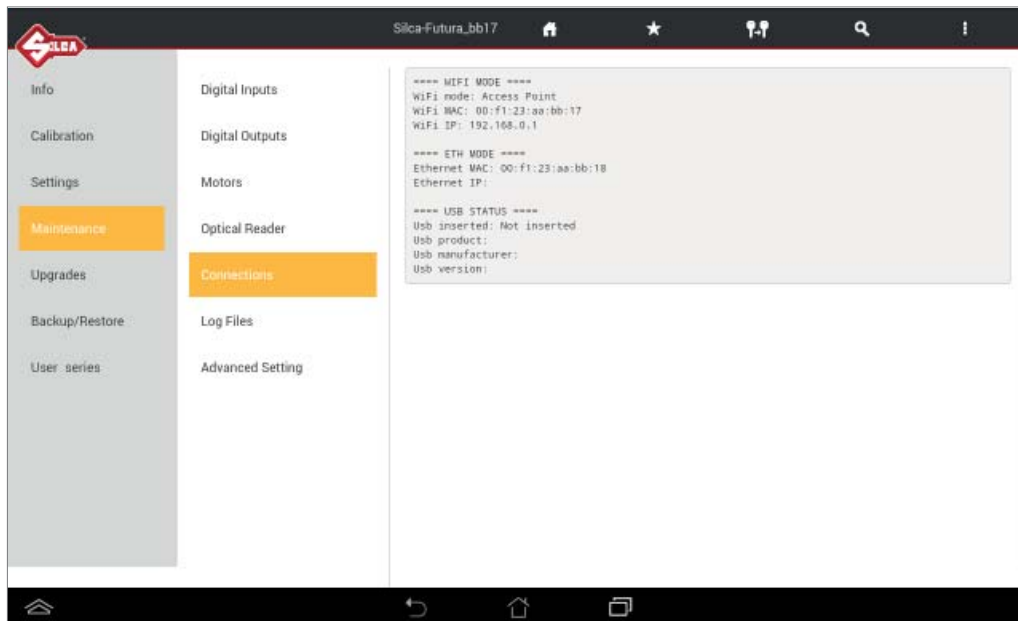 SILCA
Silca-Futura_bb17
Info
Calibration
Settings
Maintenance
Upgrades
Backup/Restore
User series
Digital Inputs
Digital Outputs
Motors
Optical Reader
Connections
Log Files
Advanced Setting
==== WIFI MODE ====
WiFi mode: Access Point
WiFi MAC: 00:f1:23:aa:bb:17
WiFi IP: 192.168.0.1
==== ETH MODE ====
Ethernet MAC: 00:f1:23:aa:bb:18
Ethernet IP:
==== USB STATUS ====
Usb inserted: Not inserted
Usb product:
Usb manufacturer:
Usb version: